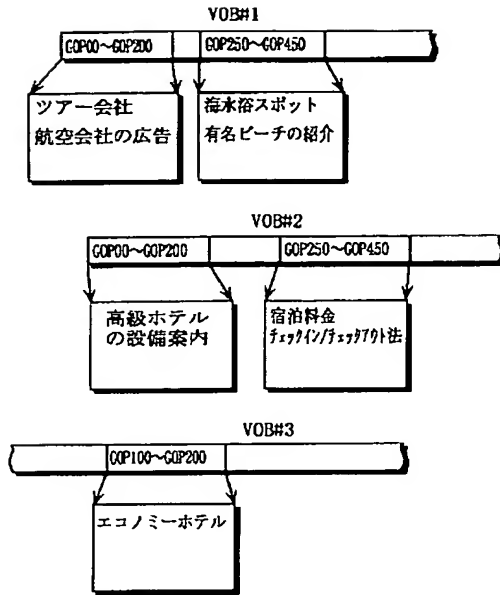 VOB#1
GOP00～GOP200 GOP250～GOP450
ツアー会社
航空会社の広告
海水浴スポット
有名ビーチの紹介
VOB#2
GOP00～GOP200 GOP250～GOP450
高級ホテル
の設備案内
宿泊料金
チェックイン/チェックアウト法
VOB#3
GOP100～GOP200
エコノミーホテル